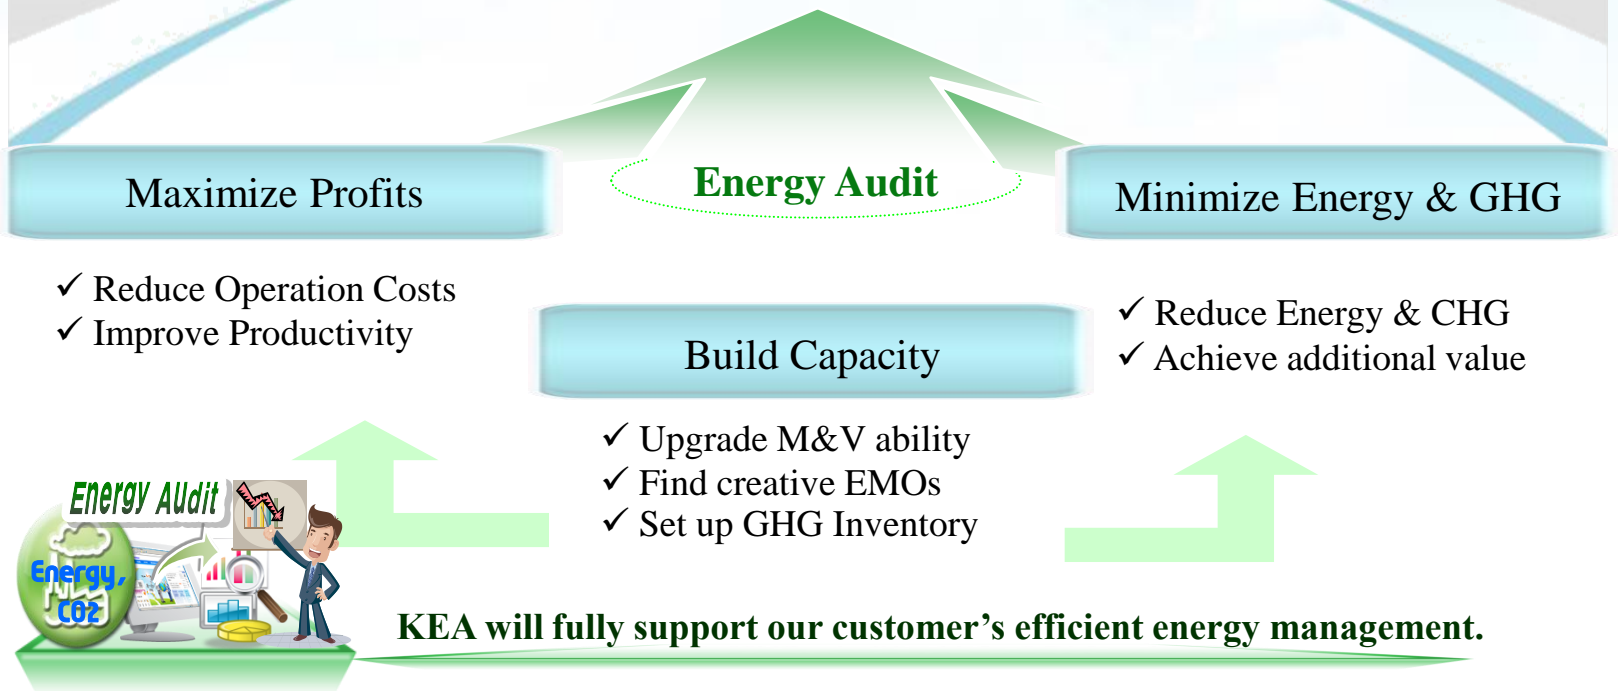 Energy Audit
Maximize Profits
Minimize Energy & GHG
✓ Reduce Operation Costs
✓ Improve Productivity
✓ Reduce Energy & CHG
✓ Achieve additional value
Build Capacity
✓ Upgrade M&V ability
✓ Find creative EMOs
✓ Set up GHG Inventory
Energy Audit
Energy,
CO2
KEA will fully support our customer’s efficient energy management.